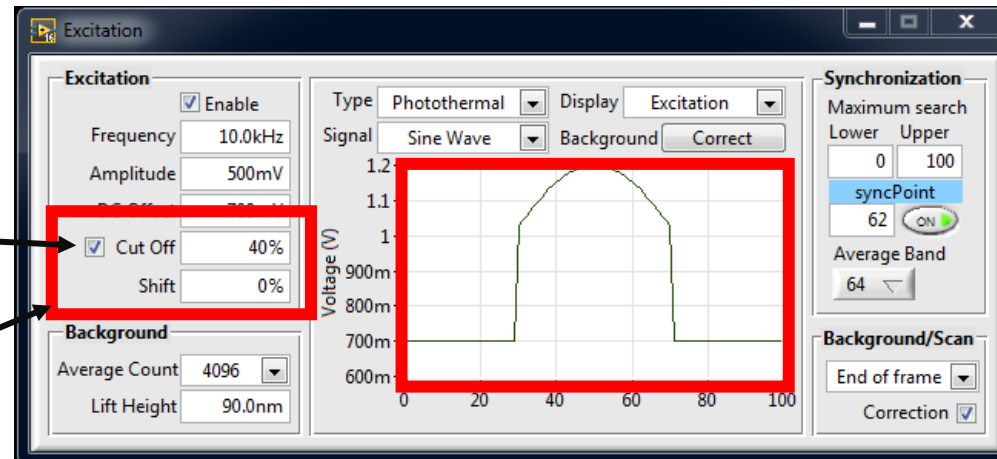 Excitation
Excitation
Enable
Frequency 10.0kHz
Amplitude 500mV
Cut Off 40%
Shift 0%
Background
Average Count 4096
Lift Height 90.0nm
Type Photothermal Display Excitation
Signal Sine Wave Background Correct
Voltage (V)
1.2
1.1
1
900m
800m
700m
600m
0 20 40 60 80 100
Synchronization
Maximum search
Lower Upper
0 100
syncPoint
62 ON
Average Band
64
Background/Scan
End of frame
Correction